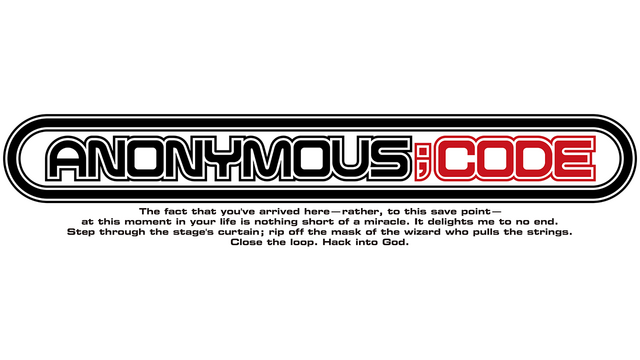 ANONYMOUS;CODE
The fact that you've arrived here—rather, to this save point—
at this moment in your life is nothing short of a miracle. It delights me to no end.
Step through the stage's curtain; rip off the mask of the wizard who pulls the strings.
Close the loop. Hack into God.